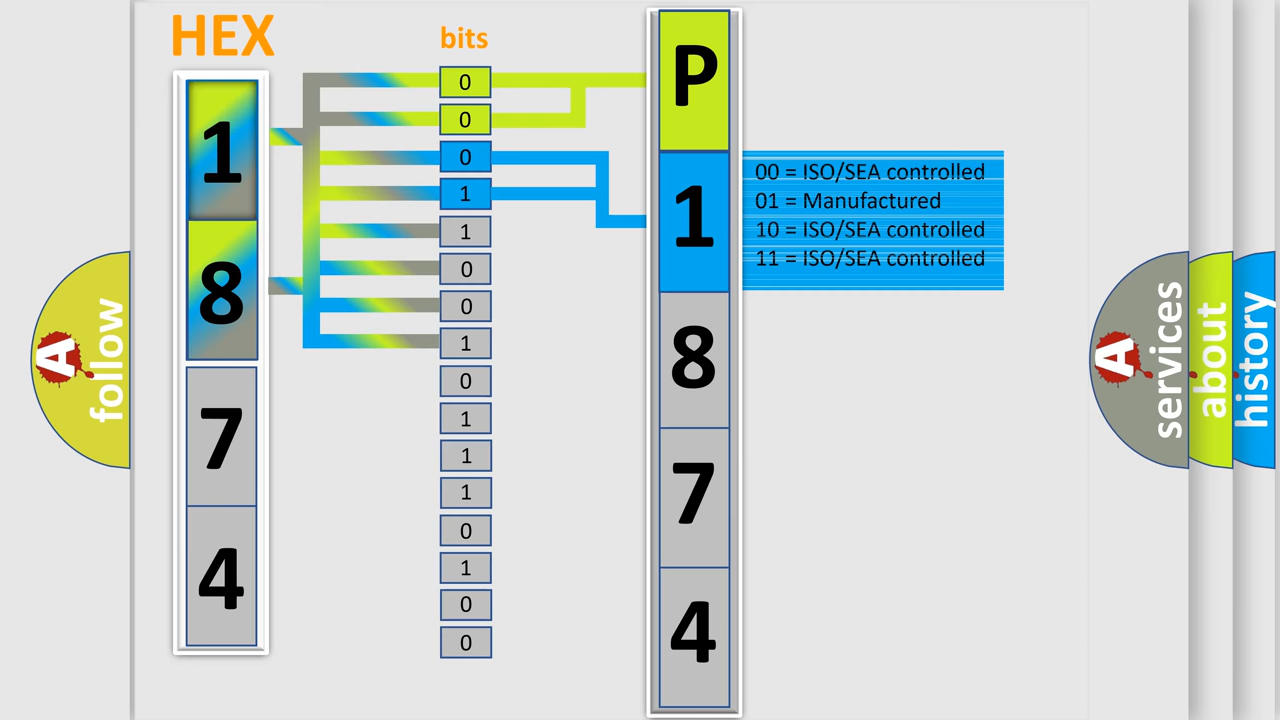 HEX
bits
1
8
7
4
0
0
0
1
1
0
0
1
0
1
1
1
0
1
0
0
P
1
8
7
4
00 = ISO/SEA controlled
01 = Manufactured
10 = ISO/SEA controlled
11 = ISO/SEA controlled
A
follow
A
services
about
history